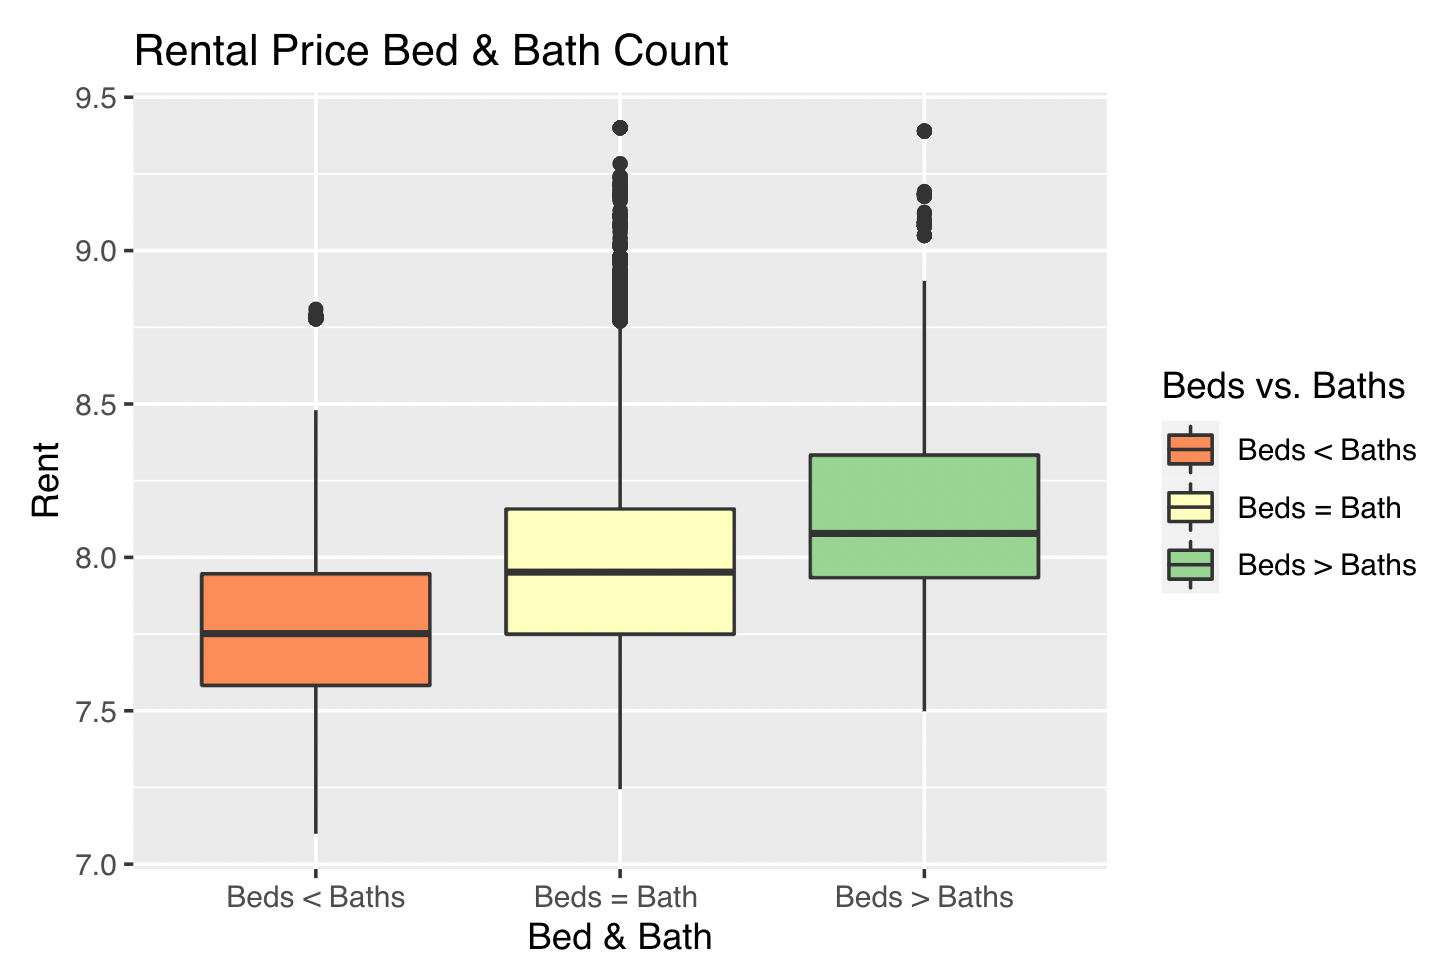 Rental Price Bed & Bath Count
9.5
9.0
8.5
8.0
7.5
7.0
Rent
Beds < Baths
Beds = Bath
Beds > Baths
Bed & Bath
Beds vs. Baths
Beds < Baths
Beds = Bath
Beds > Baths